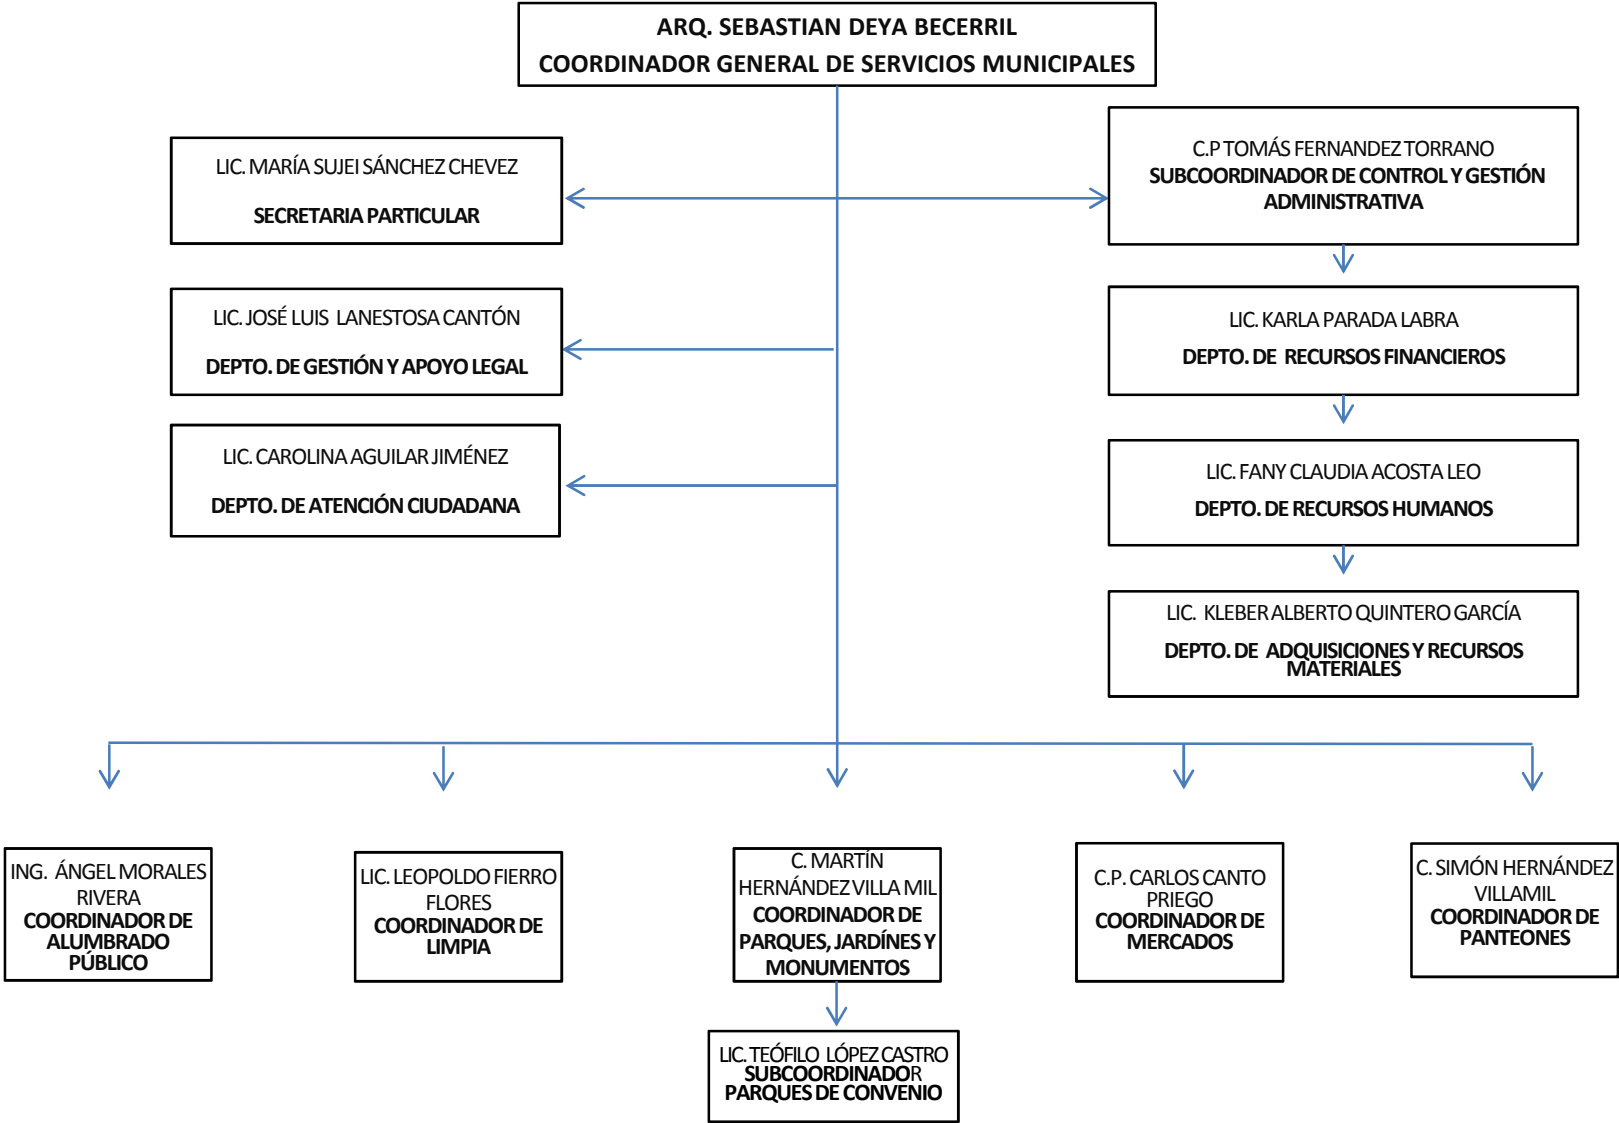 ARQ. SEBASTIAN DEYA BECERRIL
COORDINADOR GENERAL DE SERVICIOS MUNICIPALES
LIC. MARÍA SUJEI SÁNCHEZ CHEVEZ
SECRETARIA PARTICULAR
C.P TOMÁS FERNANDEZ TORRANO
SUBCOORDINADOR DE CONTROL Y GESTIÓN
ADMINISTRATIVA
LIC. JOSÉ LUIS LANESTOSA CANTÓN
DEPTO. DE GESTIÓN Y APOYO LEGAL
LIC. KARLA PARADA LABRA
DEPTO. DE RECURSOS FINANCIEROS
LIC. CAROLINA AGUILAR JIMÉNEZ
DEPTO. DE ATENCIÓN CIUDADANA
LIC. FANY CLAUDIA ACOSTA LEO
DEPTO. DE RECURSOS HUMANOS
LIC. KLEBER ALBERTO QUINTERO GARCÍA
DEPTO. DE ADQUISICIONES Y RECURSOS
MATERIALES
ING. ÁNGEL MORALES
RIVERA
COORDINADOR DE
ALUMBRADO
PÚBLICO
LIC. LEOPOLDO FIERRO
FLORES
COORDINADOR DE
LIMPIA
C. MARTÍN
HERNÁNDEZ VILLA MIL
COORDINADOR DE
PARQUES, JARDÍNES Y
MONUMENTOS
C.P. CARLOS CANTO
PRIEGO
COORDINADOR DE
MERCADOS
C. SIMÓN HERNÁNDEZ
VILLAMIL
COORDINADOR DE
PANTEONES
LIC. TEÓFILO LÓPEZ CASTRO
SUBCOORDINADOR
PARQUES DE CONVENIO